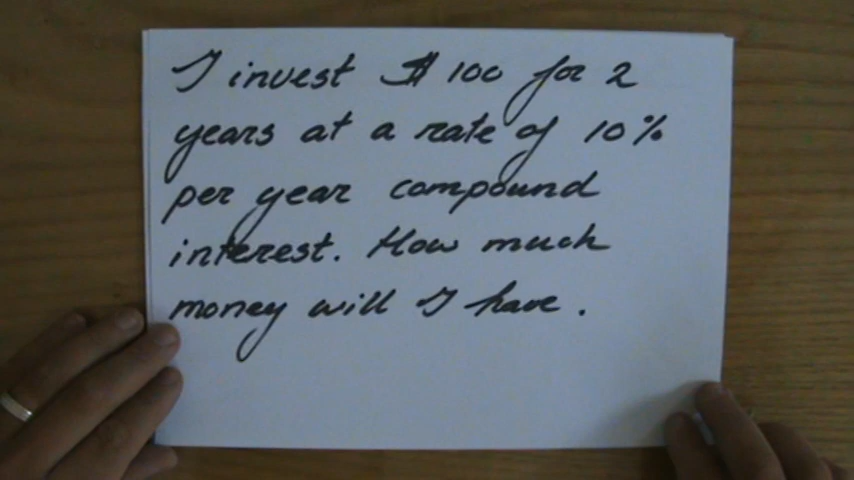 I invest $ 100 for 2
years at a rate of 10%
per year compound
interest. How much
money will I have.